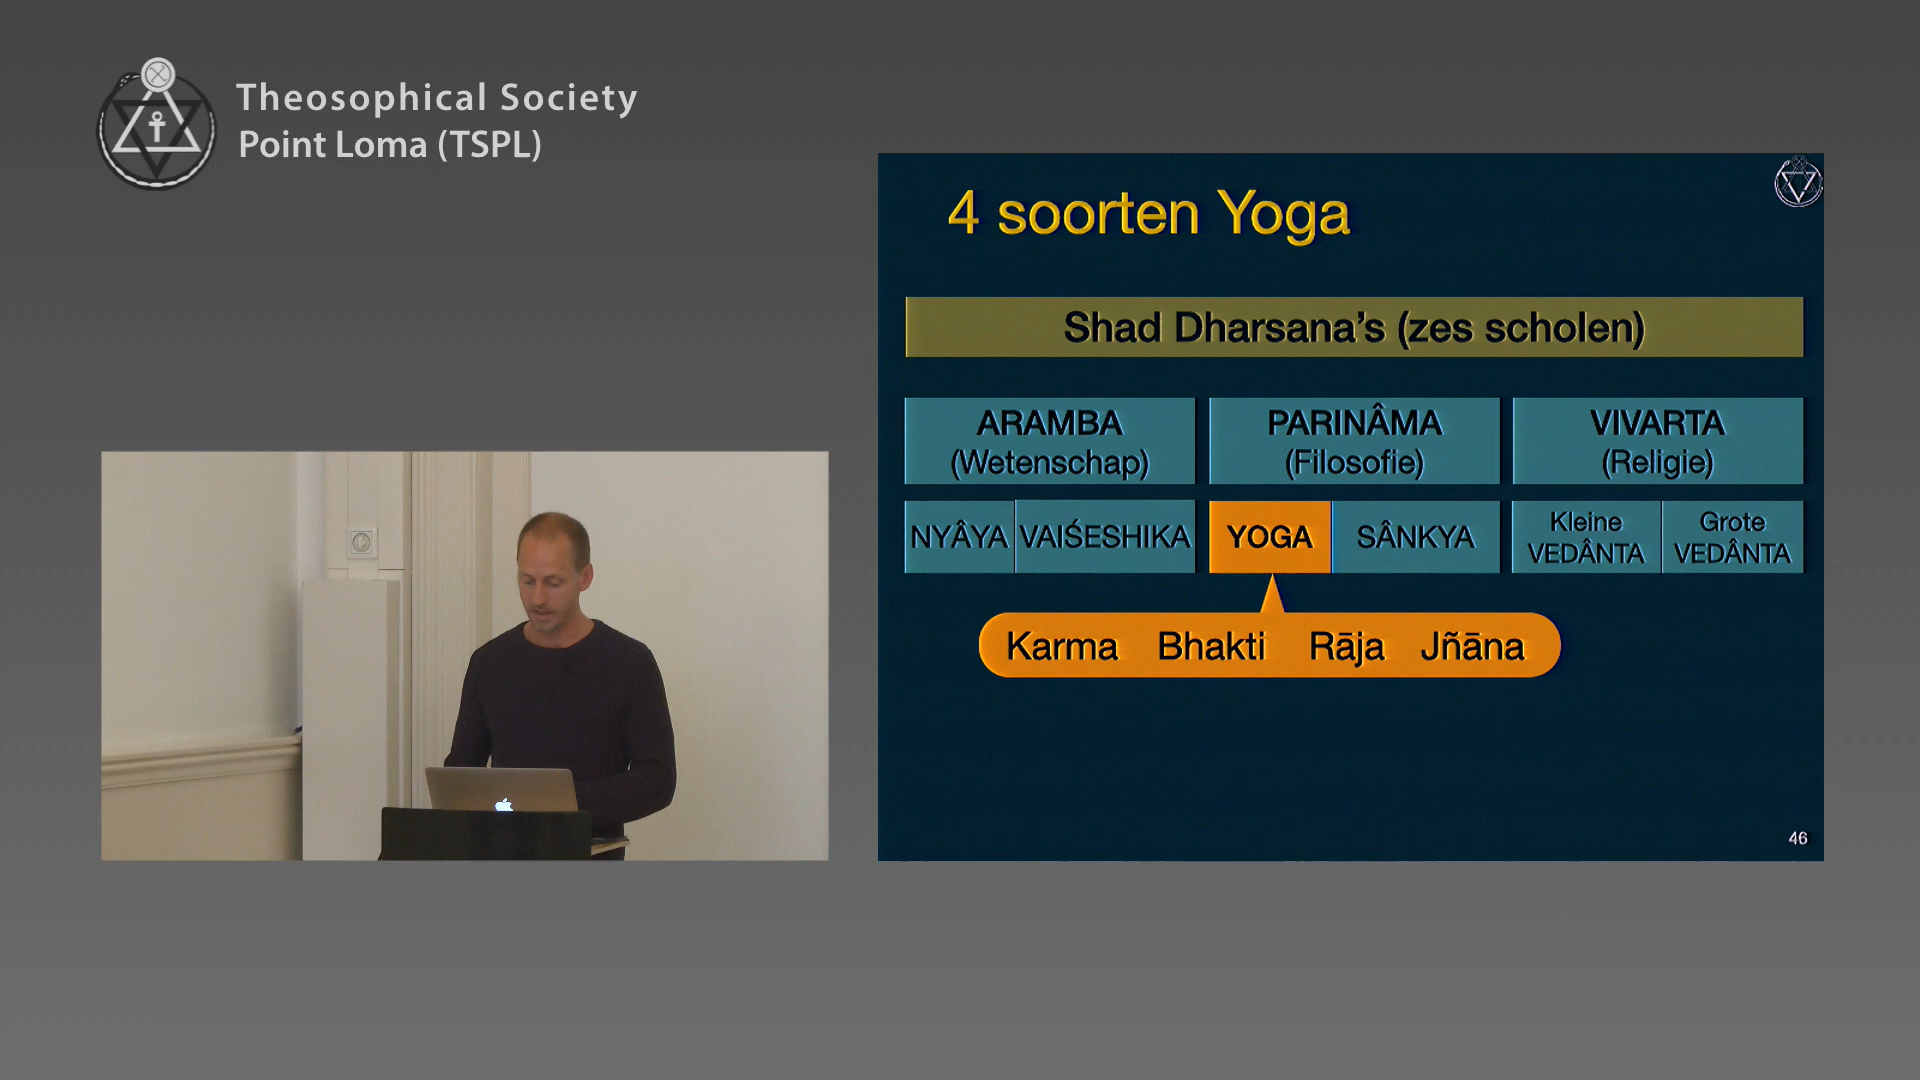 Theosophical Society
Point Loma (TSPL)
4 soorten Yoga
Shad Dharsana's (zes scholen)
ARAMBA
(Wetenschap)
PARINÂMA
(Filosofie)
VIVARTA
(Religie)
NYÂYA
VAIŚESHIKA
YOGA
SÂNKYA
Kleine
VEDÂNTA
Grote
VEDÂNTA
Karma Bhakti Rāja Jñāna
46